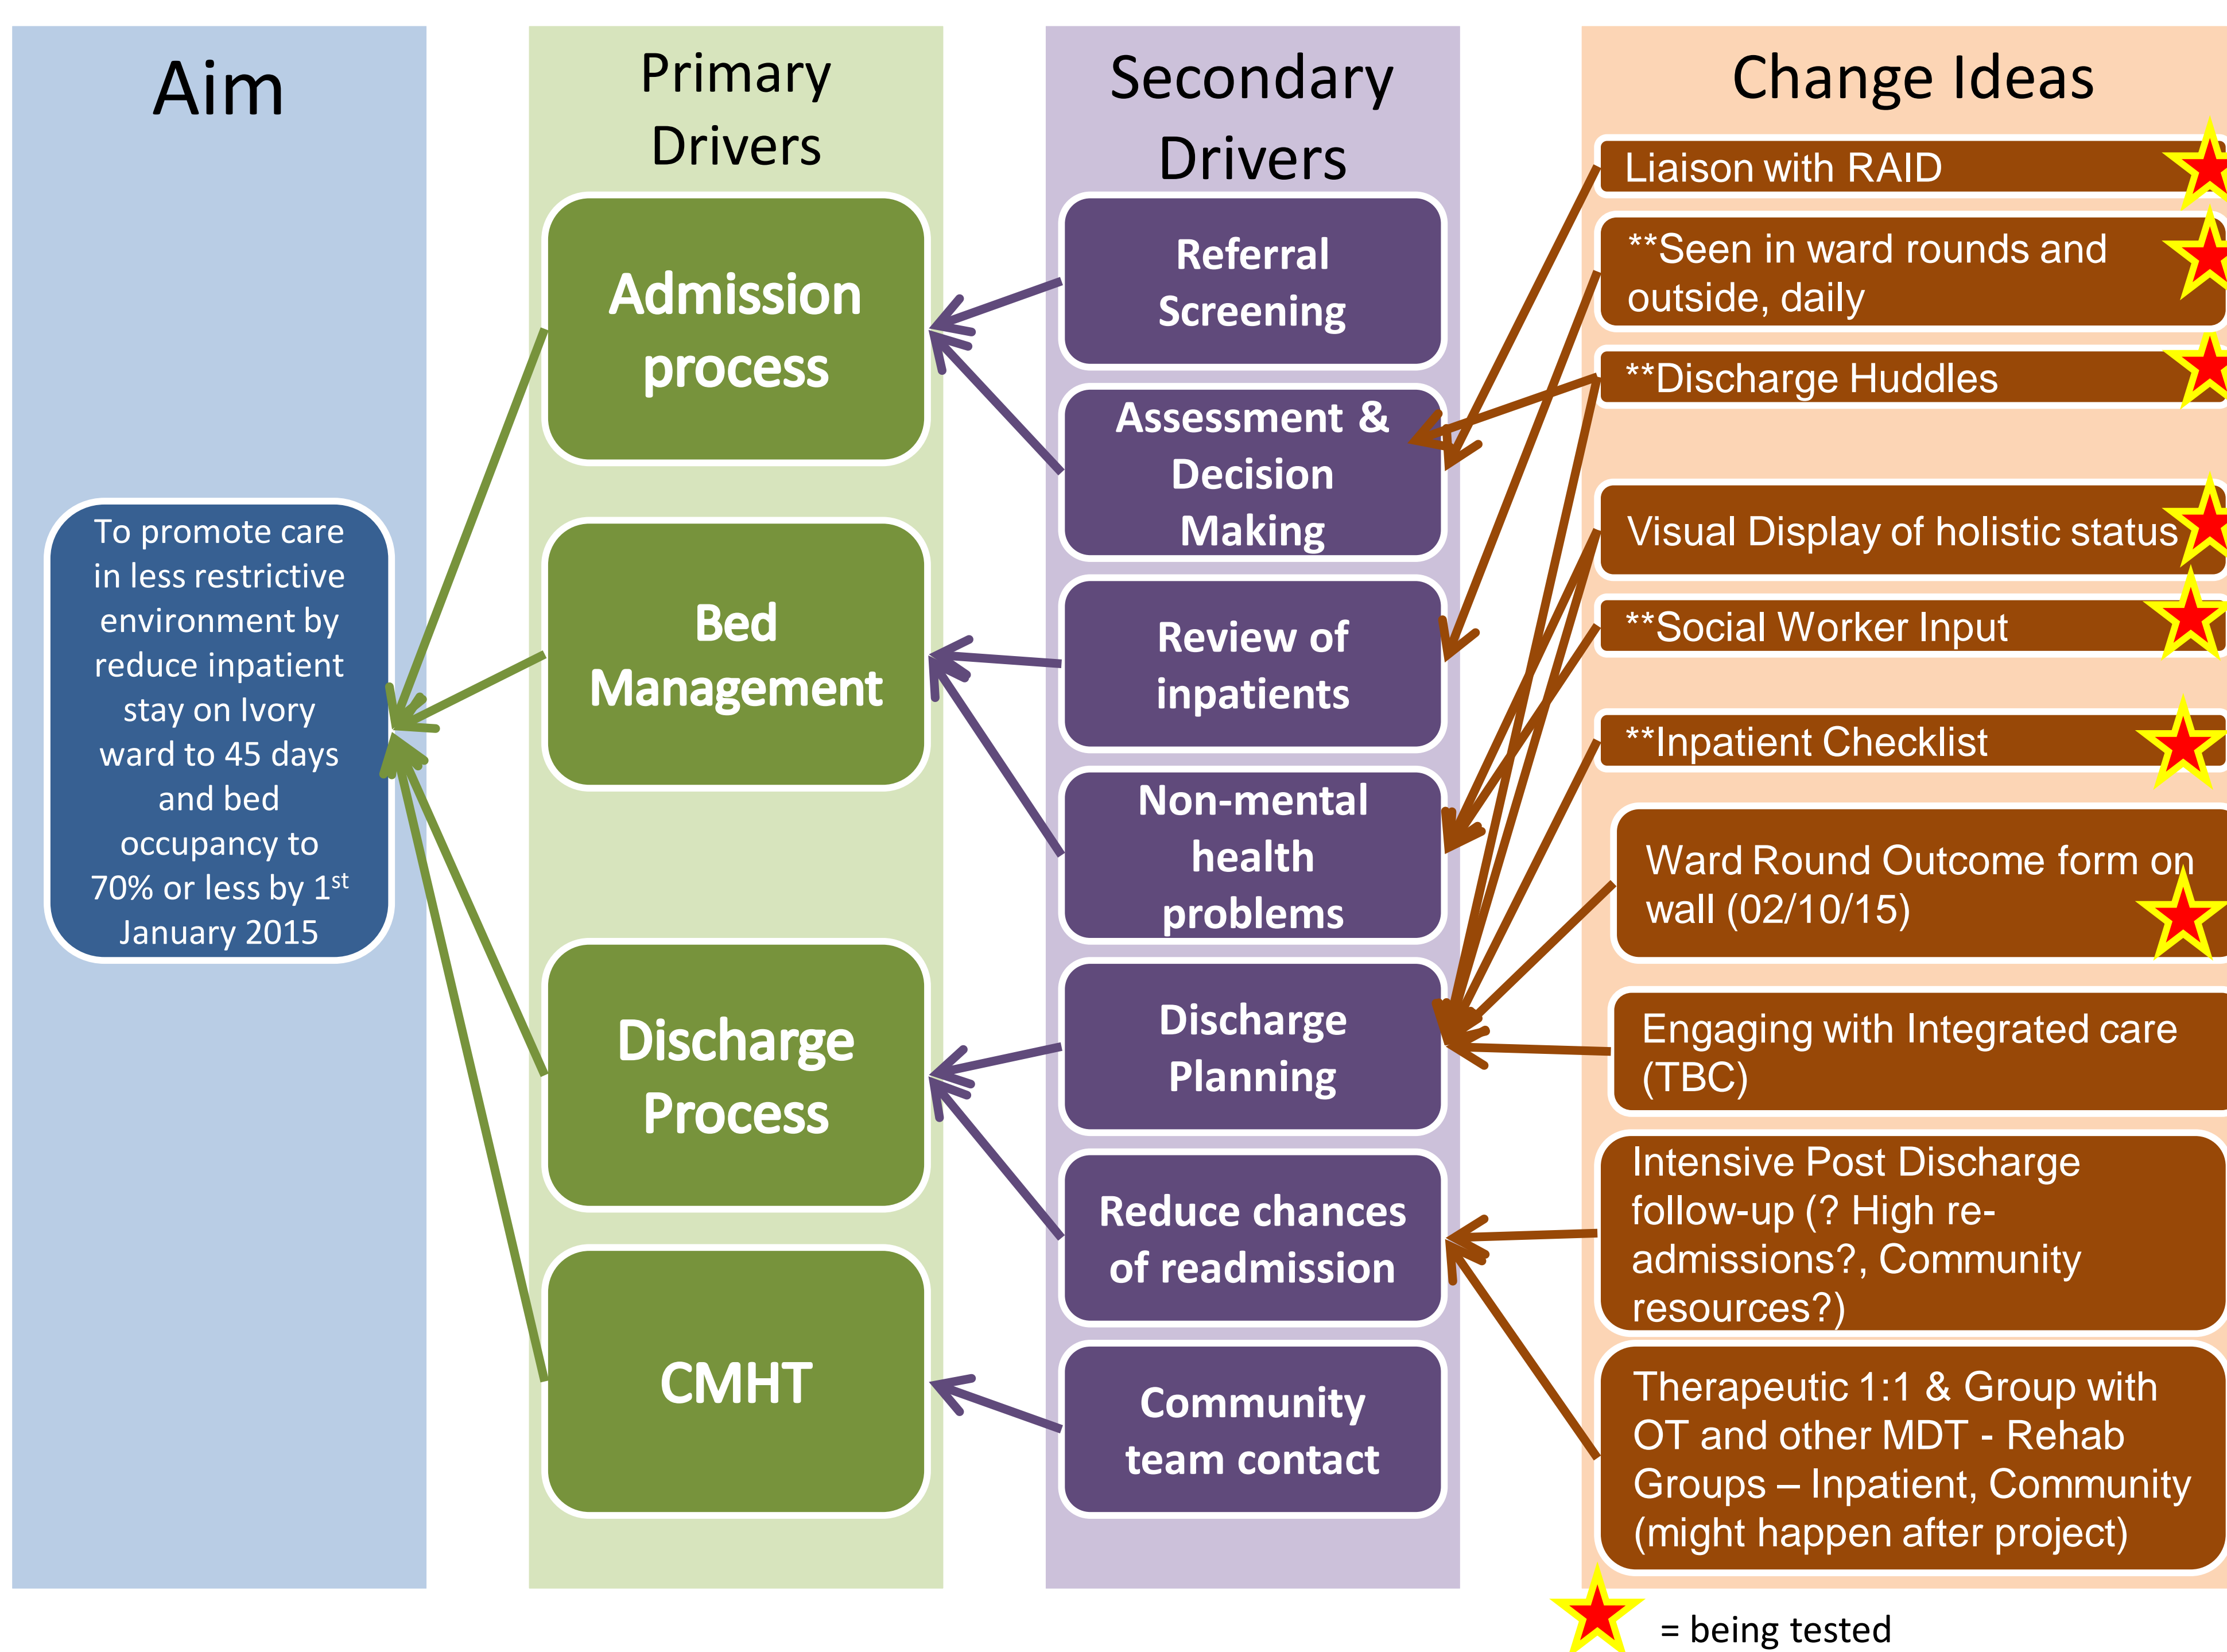 Aim
To promote care
in less restrictive
environment by
reduce inpatient
stay on Ivory
ward to 45 days
and bed
occupancy to
70% or less by 1st
January 2015
Primary
Drivers
Admission
process
Bed
Management
Discharge
Process
CMHT
Secondary
Drivers
Referral
Screening
Assessment &
Decision
Making
Review of
inpatients
Non-mental
health
problems
Discharge
Planning
Reduce chances
of readmission
Community
team contact
Change Ideas
Liaison with RAID
**Seen in ward rounds and
outside, daily
**Discharge Huddles
Visual Display of holistic status
**Social Worker Input
**Inpatient Checklist
Ward Round Outcome form on
wall (02/10/15)
Engaging with Integrated care
(TBC)
Intensive Post Discharge
follow-up (? High re-
admissions?, Community
resources?)
Therapeutic 1:1 & Group with
OT and other MDT - Rehab
Groups – Inpatient, Community
(might happen after project)
= being tested